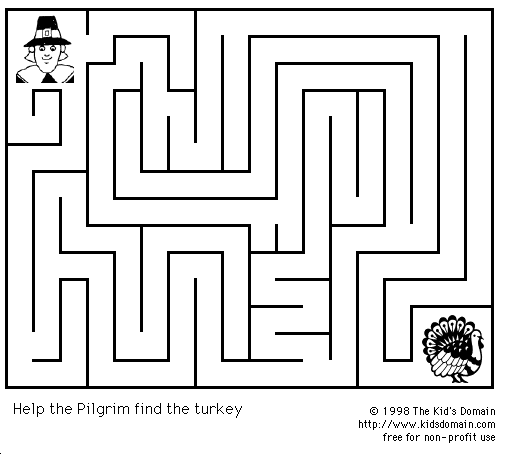 Help the Pilgrim find the turkey
© 1998 The Kid's Domain
http://www.kidsdomain.com
free for non-profit use